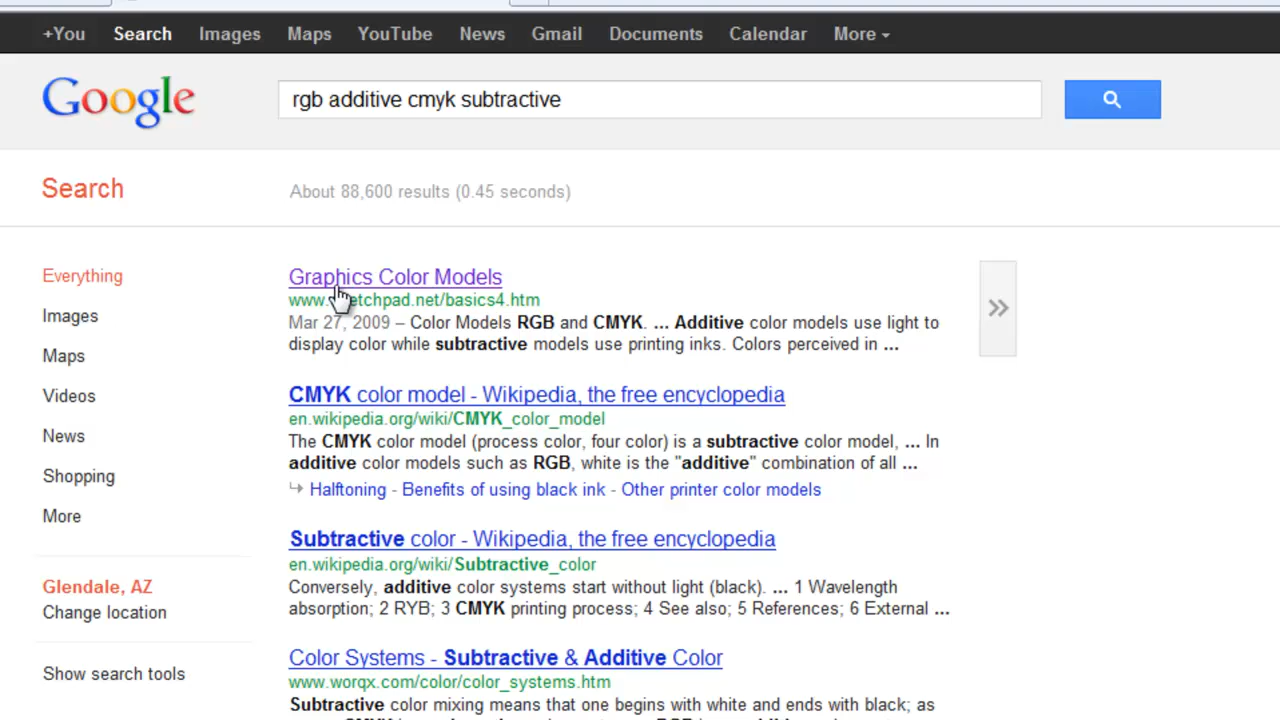 +You Search Images Maps YouTube News Gmail Documents Calendar More
Google
rgb additive cmyk subtractive
Search
About 88,600 results (0.45 seconds)
Everything
Images
Maps
Videos
News
Shopping
More
Glendale, AZ
Change location
Show search tools
Graphics Color Models
www. etchpad.net/basics4.htm
Mar 27, 2009 – Color Models RGB and CMYK. ... Additive color models use light to
display color while subtractive models use printing inks. Colors perceived in ...
CMYK color model - Wikipedia, the free encyclopedia
en.wikipedia.org/wiki/CMYK_color_model
The CMYK color model (process color, four color) is a subtractive color model, ... In
additive color models such as RGB, white is the "additive" combination of all ...
Halftoning - Benefits of using black ink - Other printer color models
Subtractive color - Wikipedia, the free encyclopedia
en.wikipedia.org/wiki/Subtractive_color
Conversely, additive color systems start without light (black). ... 1 Wavelength
absorption; 2 RYB; 3 CMYK printing process; 4 See also; 5 References; 6 External ...
Color Systems - Subtractive & Additive Color
www.worqx.com/color/color_systems.htm
Subtractive color mixing means that one begins with white and ends with black; as